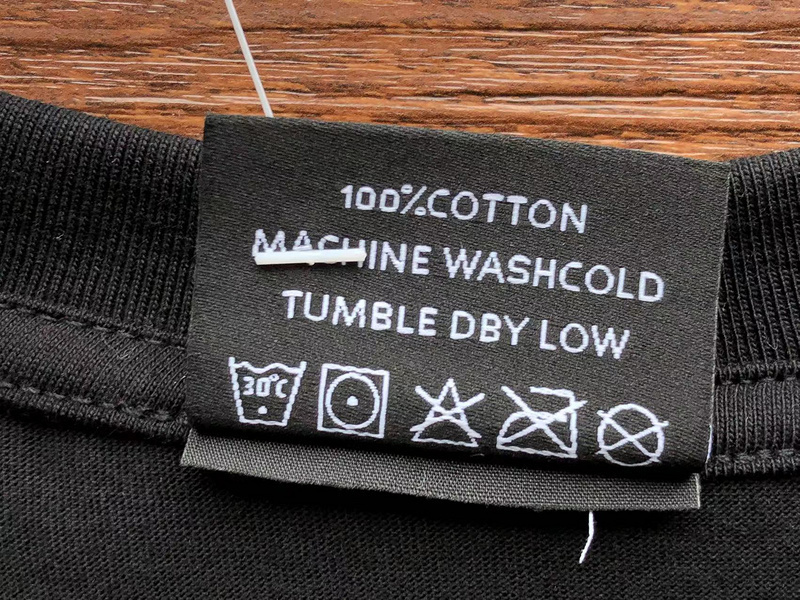 100%COTTON
MACHINE WASHCOLD
TUMBLE DBY LOW
30°C